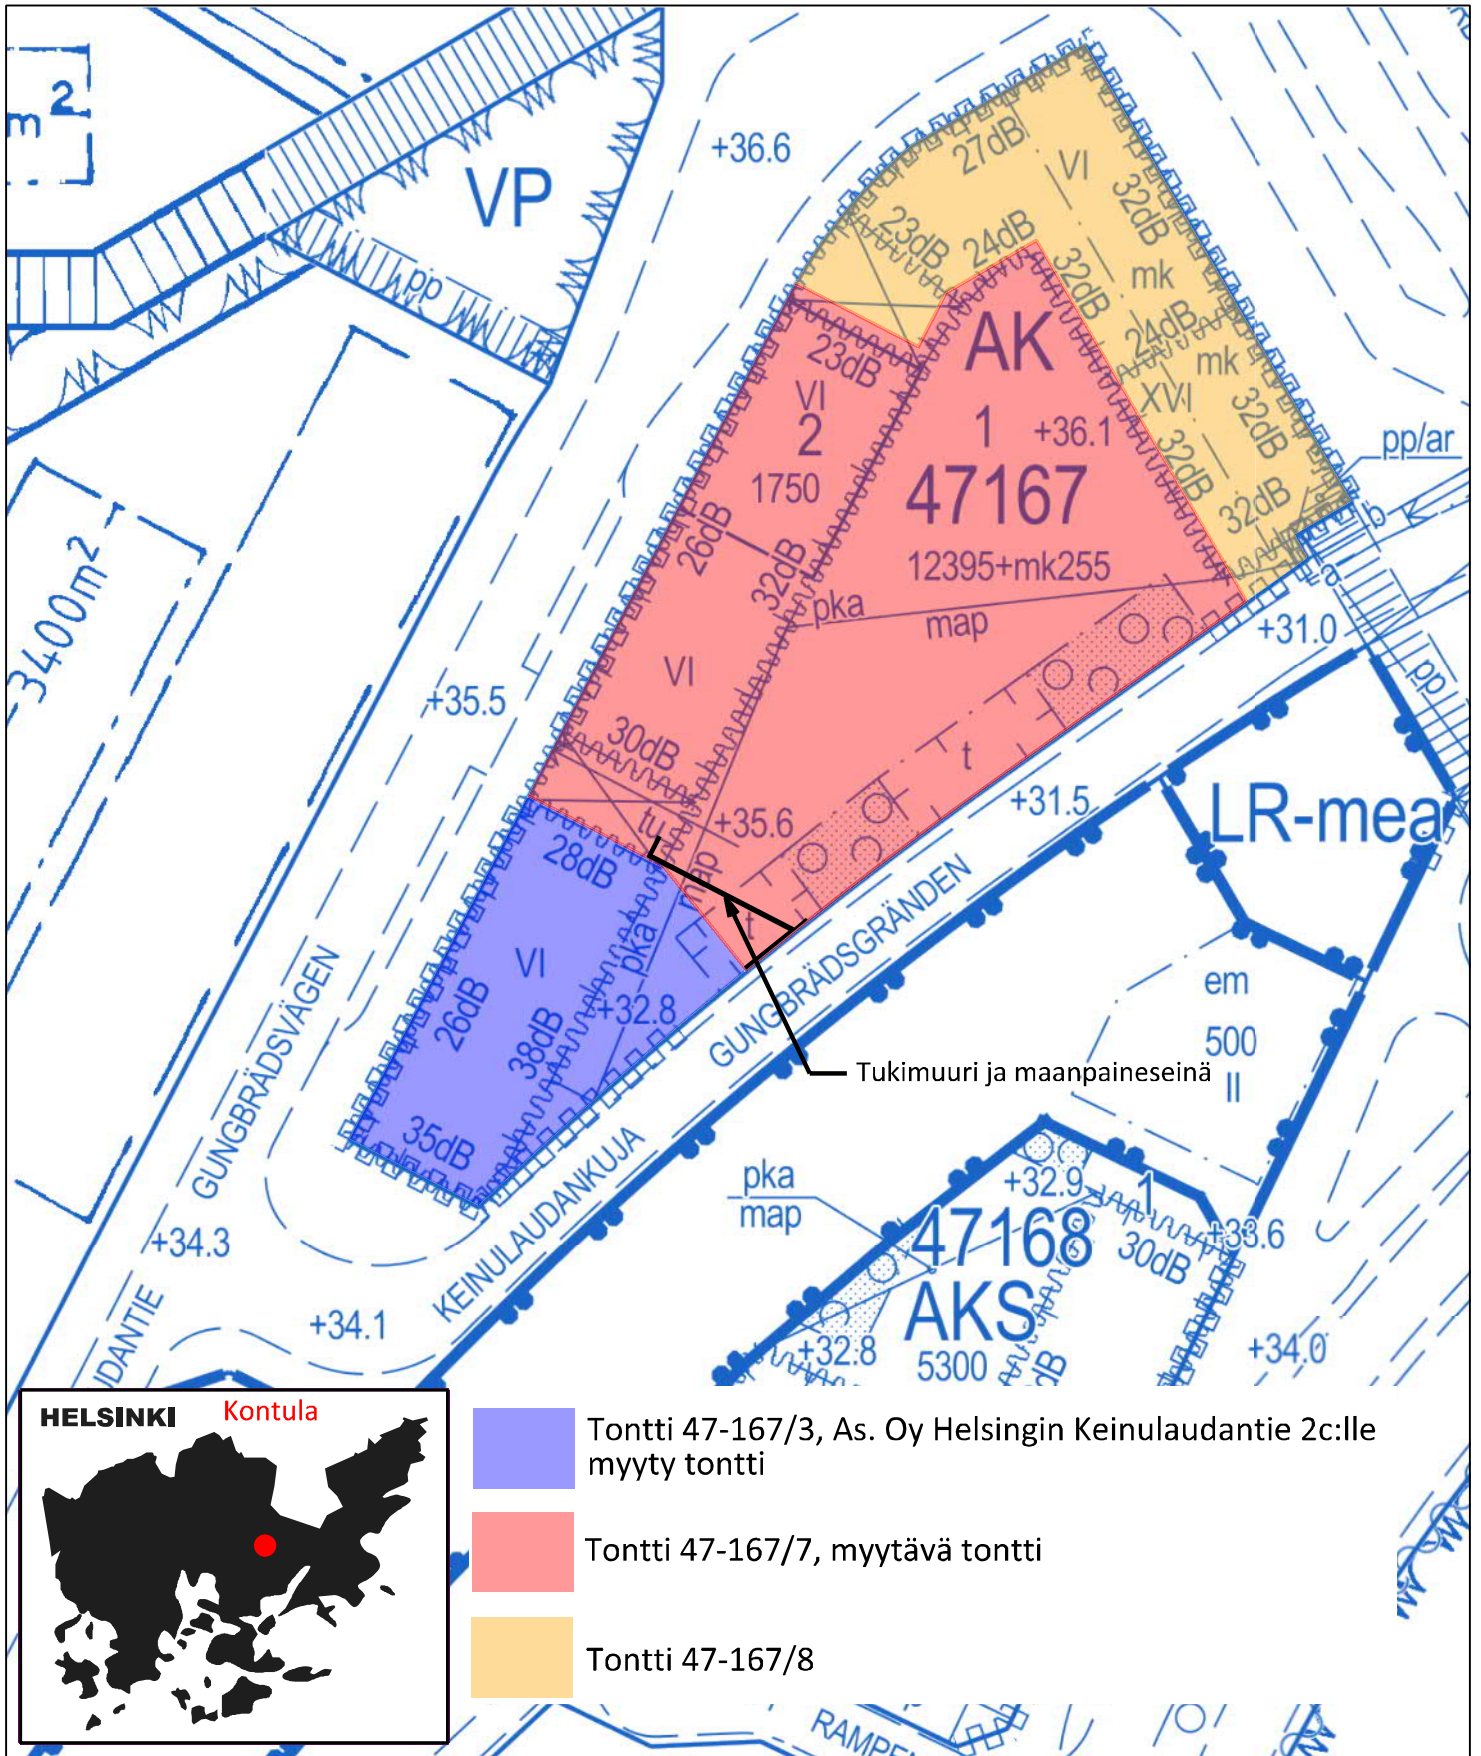 m²
VP
pp
+36.6
27dB
VI
32dB
23dB
24dB
32dB
mk
24dB
mk
XVI
32dB
32dB
32dB
pp/ar
AK
23dB
VI
2
1750
1
+36.1
47167
12395+mk255
26dB
32dB
pka
map
3400m²
+35.5
VI
30dB
t
+31.0
pp
+31.5
LR-mea
tu
+35.6
map
28dB
t
VI
pka
26dB
+32.8
38dB
35dB
GUNGBRÄDSVÄGEN
GUNGBRÄDSGRÄNDEN
em
500
II
Tukimuuri ja maanpaineseinä
KEINULAUDANKUJA
+34.3
UDANTIE
+34.1
pka
map
+32.9
1
47168
30dB
+33.6
AKS
+32.8
5300
dB
+34.0
HELSINKI
Kontula
Tontti 47-167/3, As. Oy Helsingin Keinulaudantie 2c:lle
myyty tontti
Tontti 47-167/7, myytävä tontti
Tontti 47-167/8